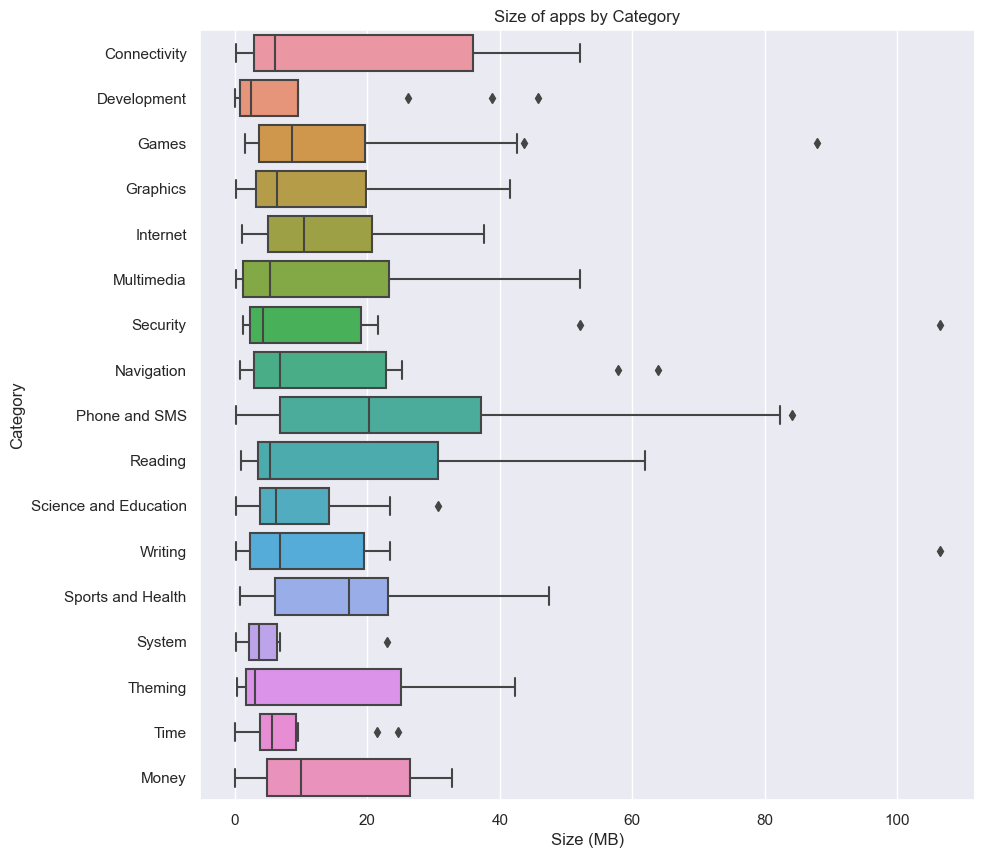 Size of apps by Category
Category
Connectivity
Development
Games
Graphics
Internet
Multimedia
Security
Navigation
Phone and SMS
Reading
Science and Education
Writing
Sports and Health
System
Theming
Time
Money
0 20 40 60 80 100
Size (MB)